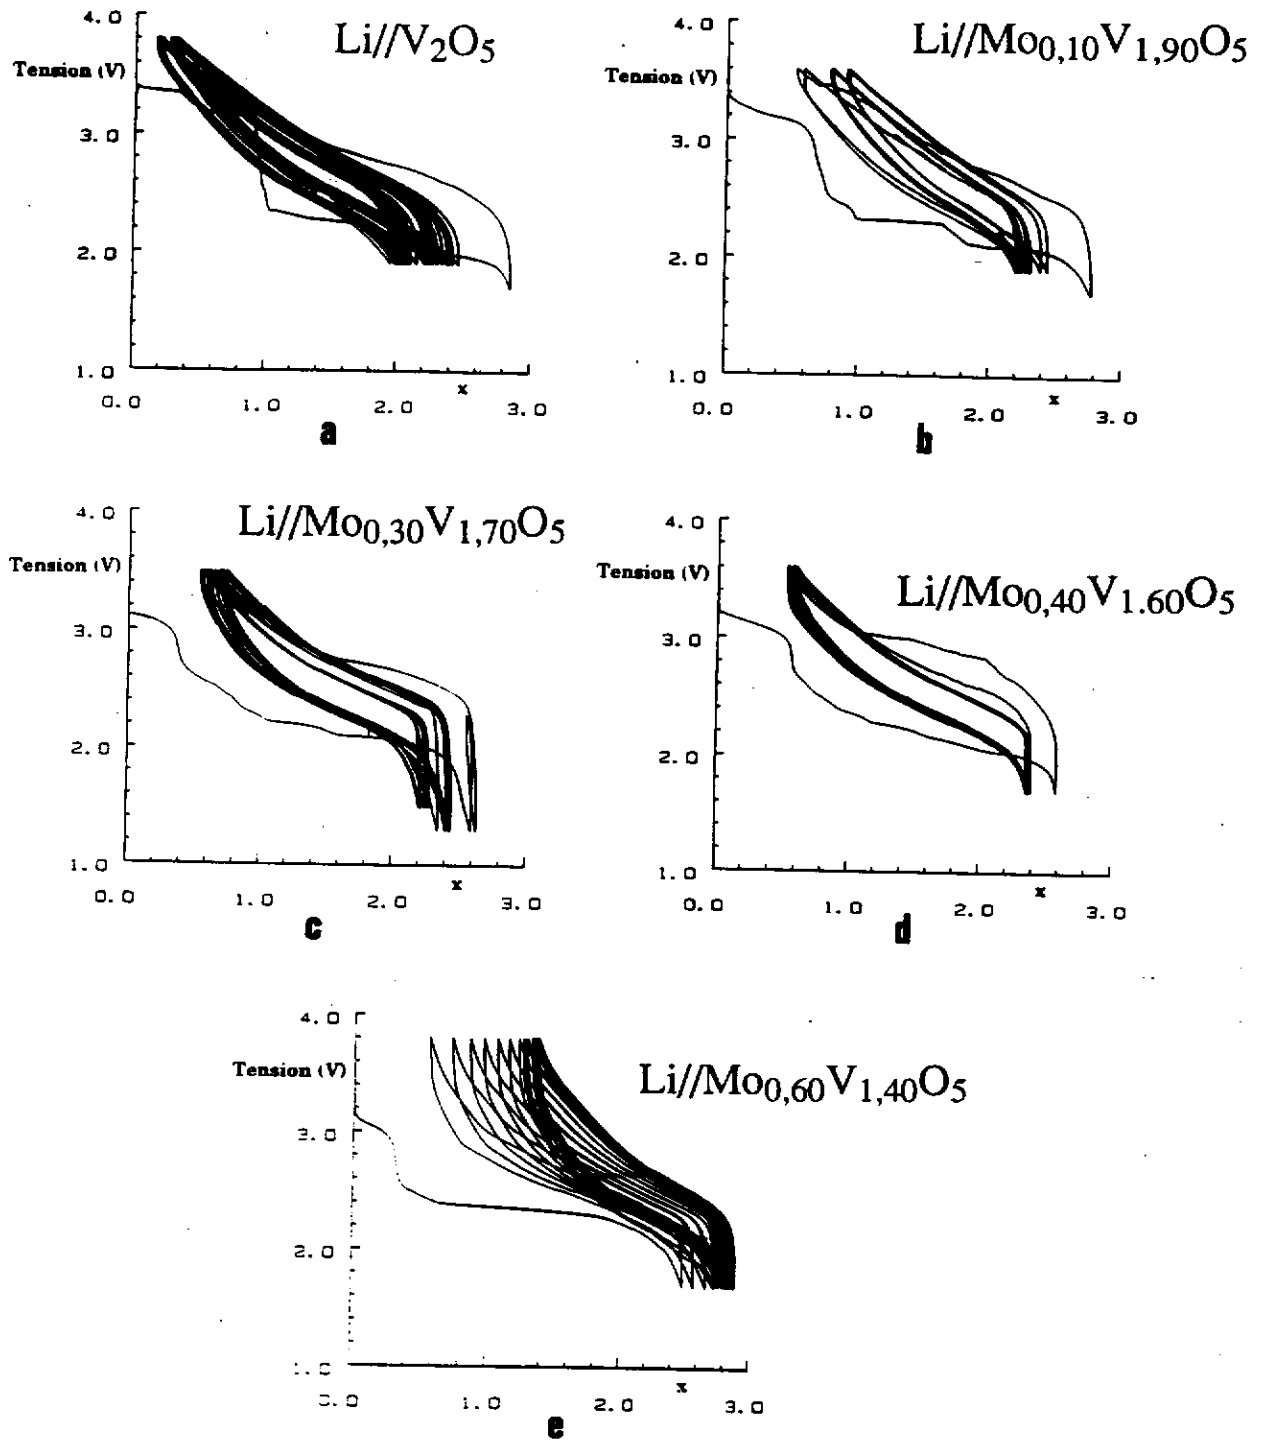 4.0
Li//V2O5
Tension (V)
3.0
2.0
1.0
0.0 1.0 2.0 x 3.0
a
4.0
Li//Mo0,10V1,90O5
Tension (V)
3.0
2.0
1.0
0.0 1.0 2.0 x 3.0
b
4.0
Li//Mo0,30V1,70O5
Tension (V)
3.0
2.0
1.0
0.0 1.0 2.0 x 3.0
c
4.0
Tension (V)
Li//Mo0,40V1.60O5
3.0
2.0
1.0
0.0 1.0 2.0 x 3.0
d
4.0
Tension (V)
Li//Mo0,60V1,40O5
3.0
2.0
1.0 2.0 x 3.0
e